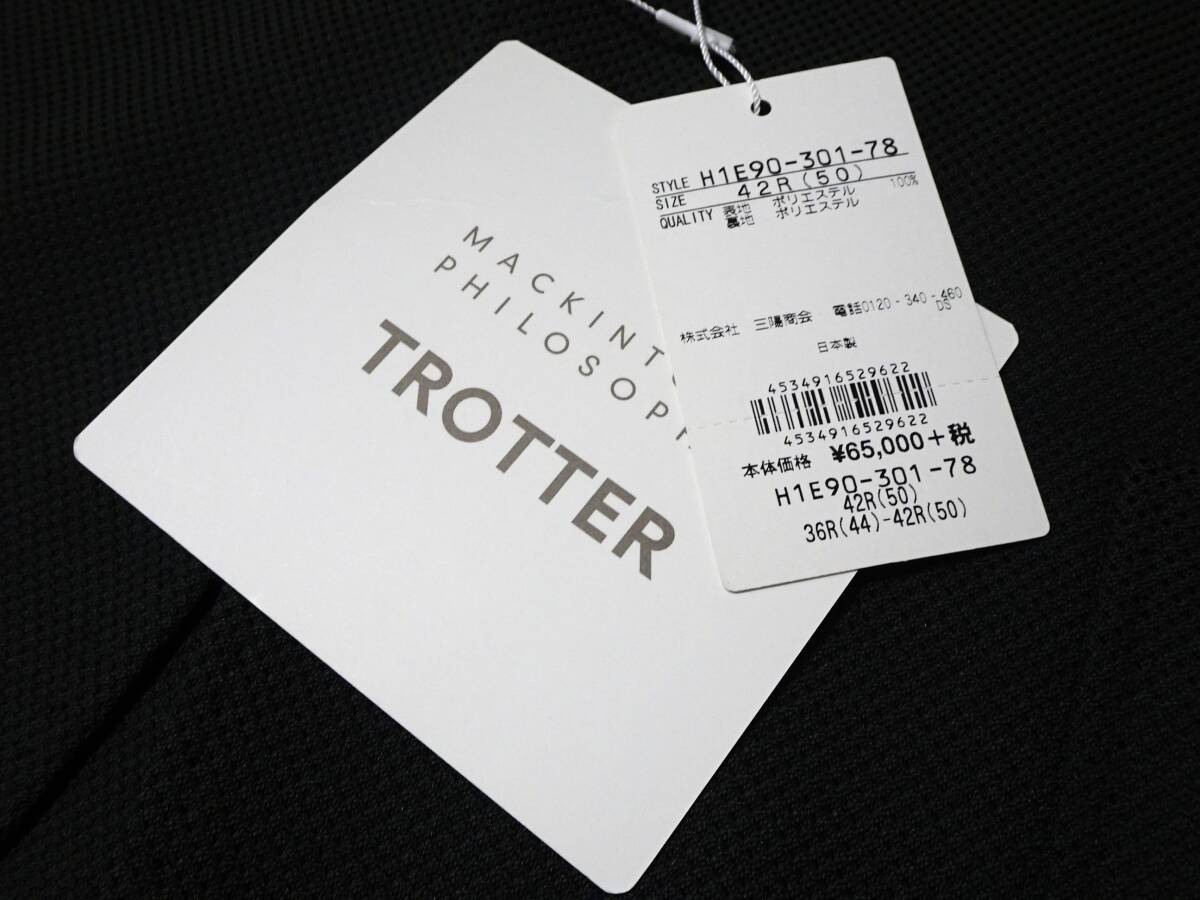 MACKINT
PHILOSOP
TROTTER
STYLE H1E90-301-78
SIZE 42R(50)
QUALITY 表地 ポリエステル 100%
裏地 ポリエステル
株式会社 三陽商会 電話0120-340-460
DS
日本製
4534916529622
4534916529622
本体価格 ¥65,000+税
H1E90-301-78
42R(50)
36R(44)-42R(50)